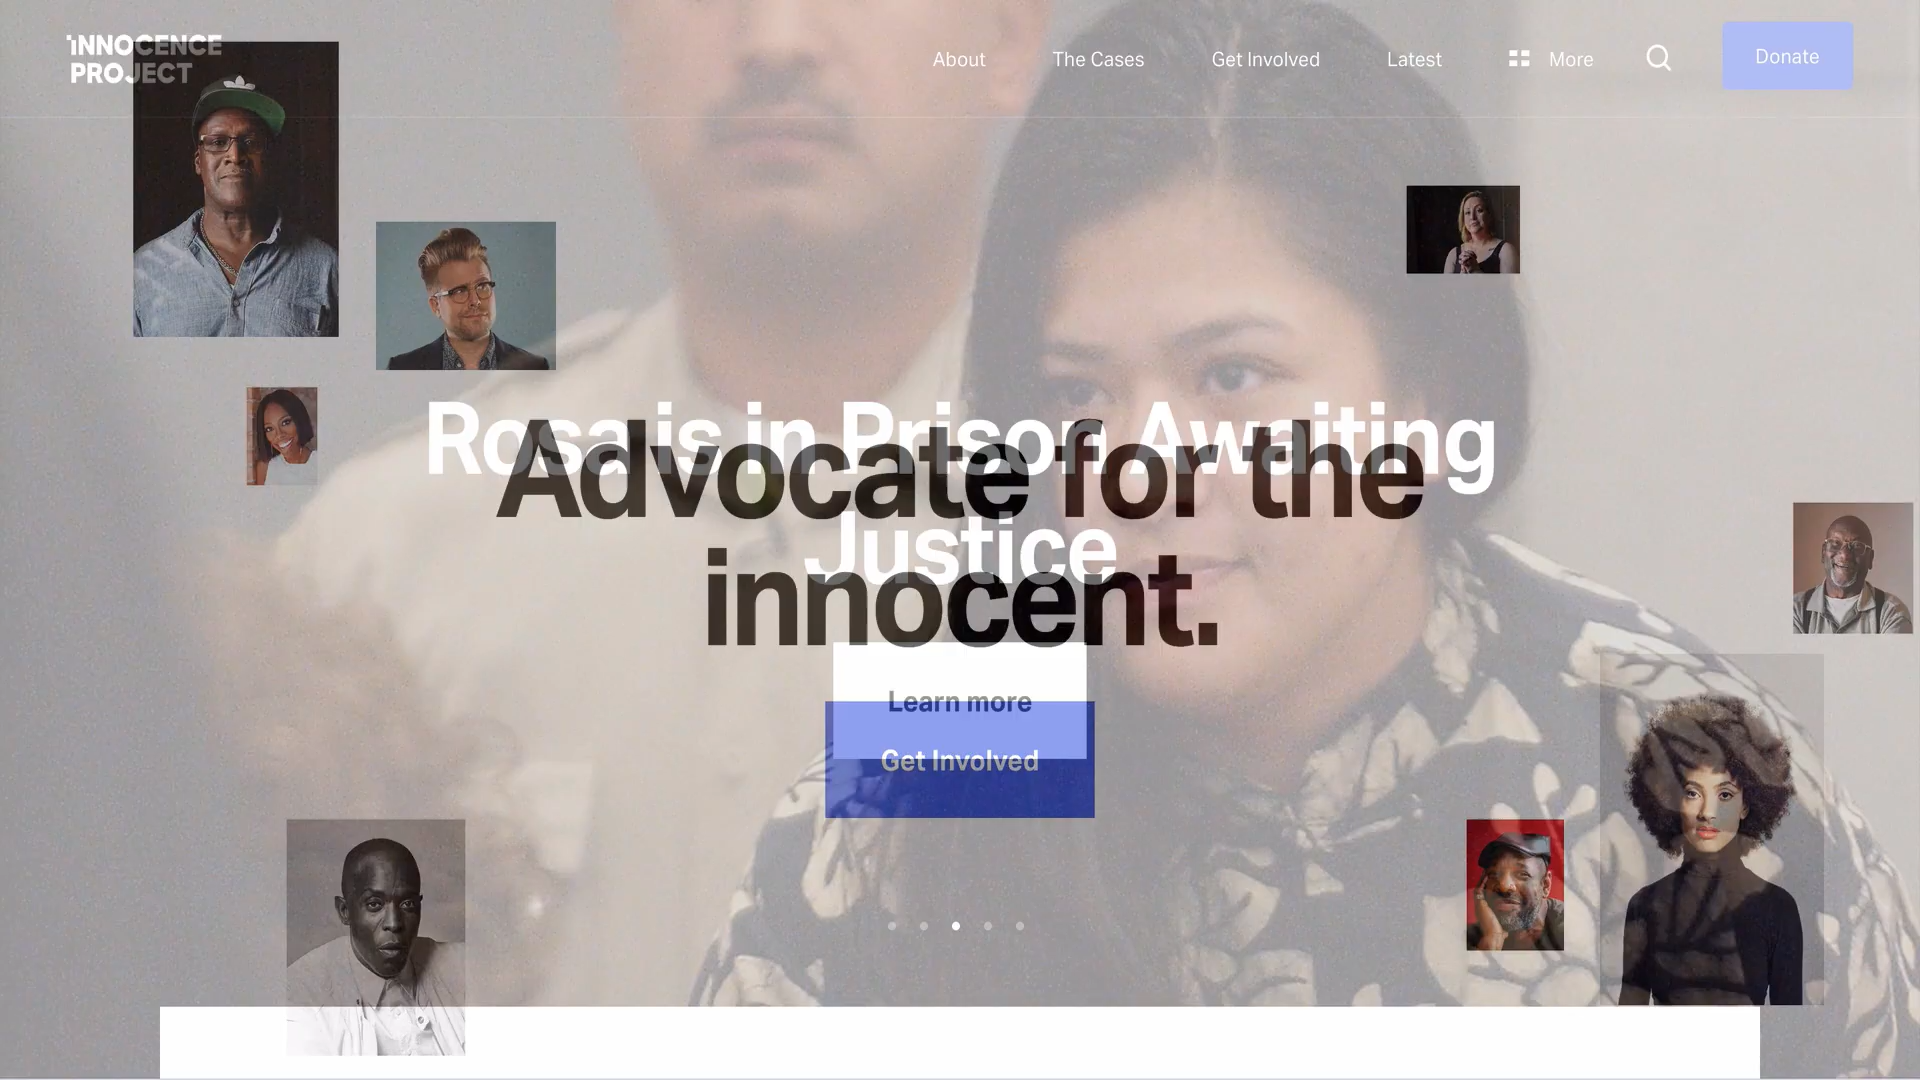 INNOCENCE
PROJECT
About
The Cases
Get Involved
Latest
More
Donate
Rosa is in Prison Awaiting
Justice
Advocate for the
innocent.
Learn more
Get Involved